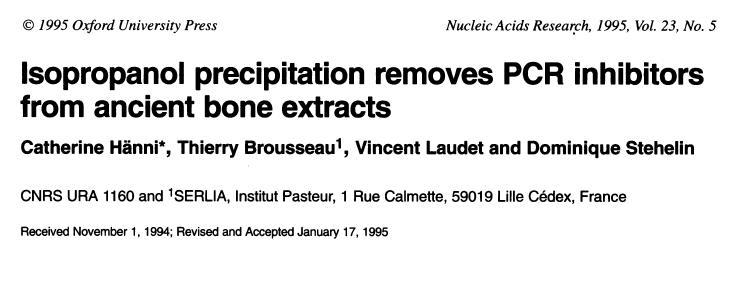 © 1995 Oxford University Press Nucleic Acids Research, 1995, Vol. 23, No. 5
Isopropanol precipitation removes PCR inhibitors
from ancient bone extracts
Catherine Hänni*, Thierry Brousseau¹, Vincent Laudet and Dominique Stehelin
CNRS URA 1160 and ¹SERLIA, Institut Pasteur, 1 Rue Calmette, 59019 Lille Cédex, France
Received November 1, 1994; Revised and Accepted January 17, 1995